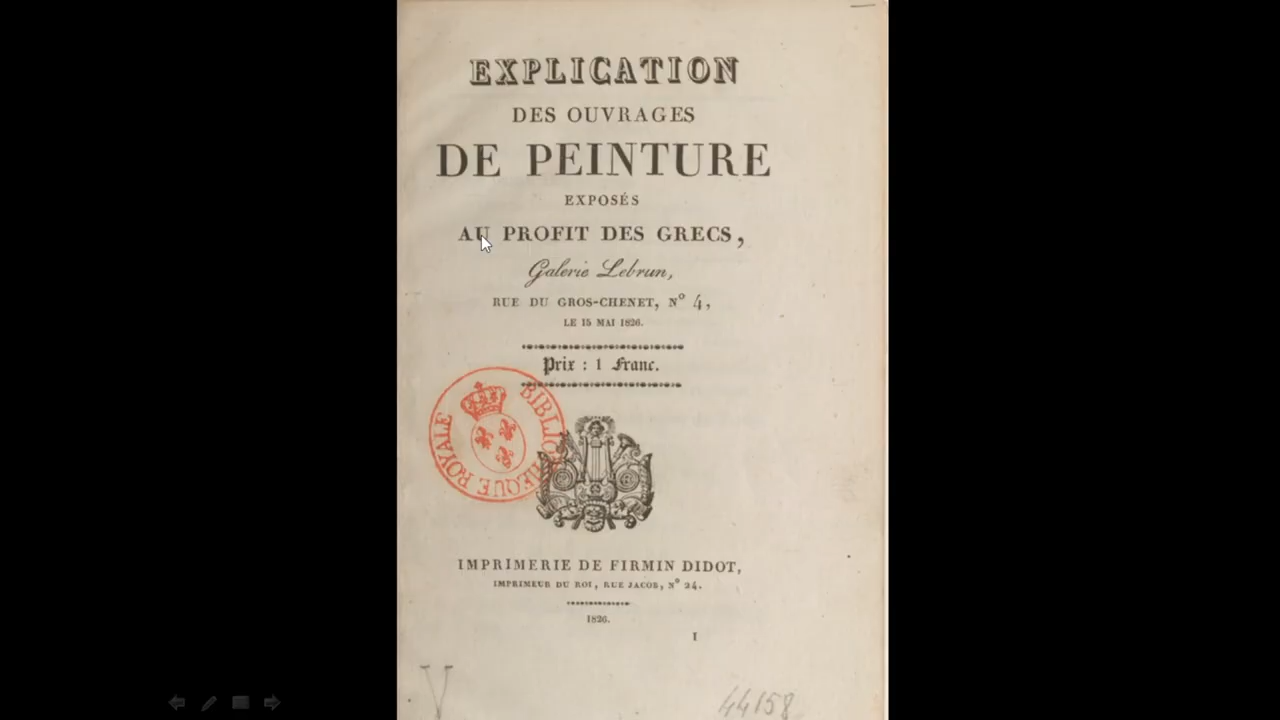 EXPLICATION
DES OUVRAGES
DE PEINTURE
EXPOSÉS
AU PROFIT DES GRECS,
Galerie Lebrun,
RUE DU GROS-CHENET, Nº 4,
LE 15 MAI 1826.
Prix : 1 Franc.
BIBLIOTHEQUE ROYALE
IMPRIMERIE DE FIRMIN DIDOT,
IMPRIMEUR DU ROI, RUE JACOB, Nº 24.
1826.
I
V
44158